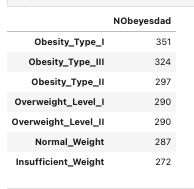 NObeyesdad
Obesity_Type_I 351
Obesity_Type_III 324
Obesity_Type_II 297
Overweight_Level_I 290
Overweight_Level_II 290
Normal_Weight 287
Insufficient_Weight 272